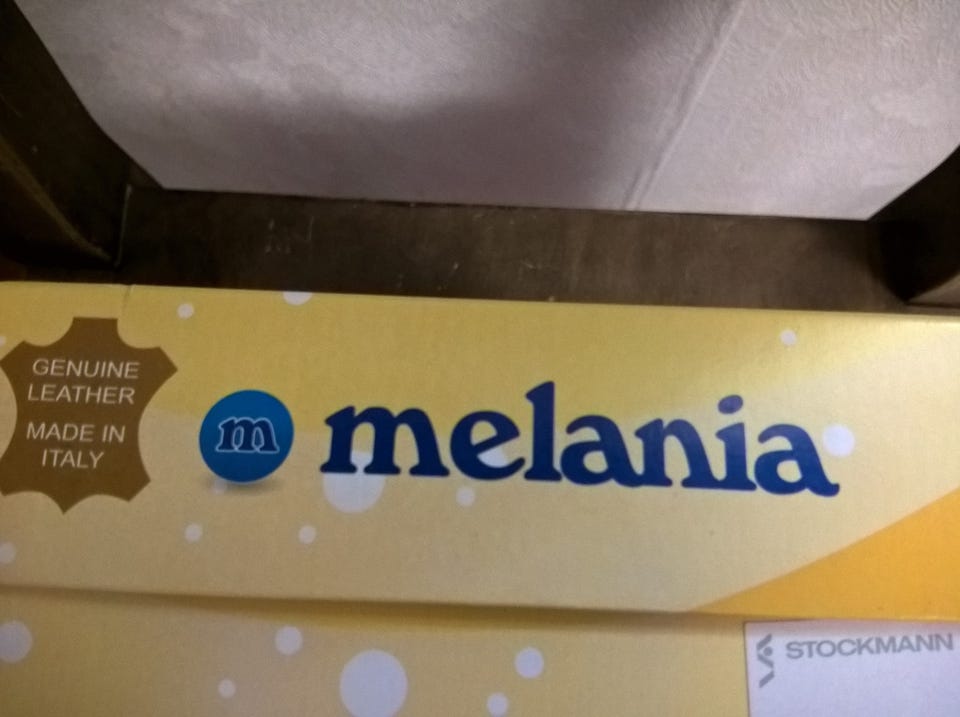 GENUINE
LEATHER
MADE IN
ITALY
m
melania
STOCKMANN